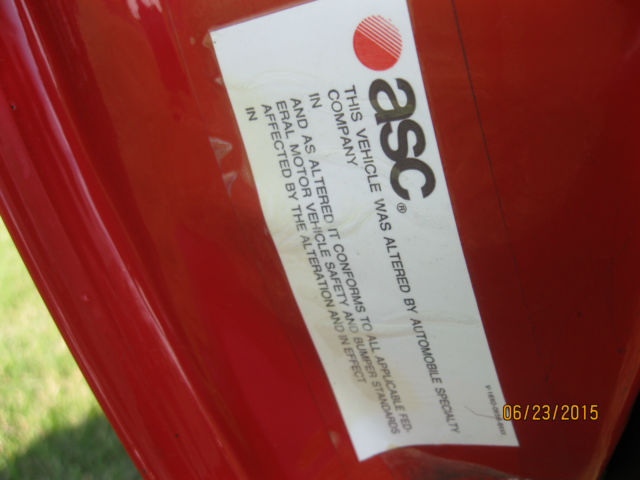 asc®
THIS VEHICLE WAS ALTERED BY AUTOMOBILE SPECIALTY
COMPANY
IN
AND AS ALTERED IT CONFORMS TO ALL APPLICABLE FED-
ERAL MOTOR VEHICLE SAFETY AND BUMPER STANDARDS
AFFECTED BY THE ALTERATION AND IN EFFECT
IN
06/23/2015